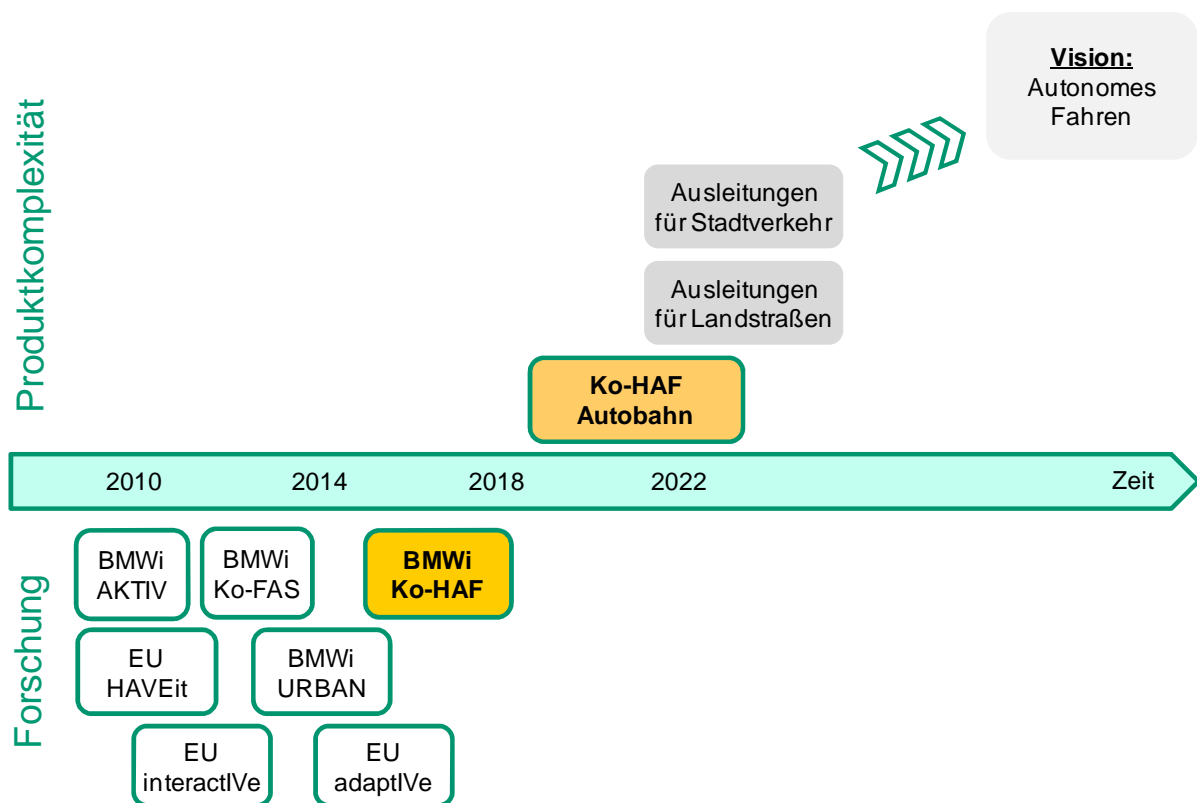 Produktkomplexität
Vision:
Autonomes
Fahren
Ausleitungen
für Stadtverkehr
Ausleitungen
für Landstraßen
Ko-HAF
Autobahn
2010 2014 2018 2022 Zeit
Forschung
BMWi
AKTIV
BMWi
Ko-FAS
BMWi
Ko-HAF
EU
HAVEit
BMWi
URBAN
EU
interactIVe
EU
adaptIVe